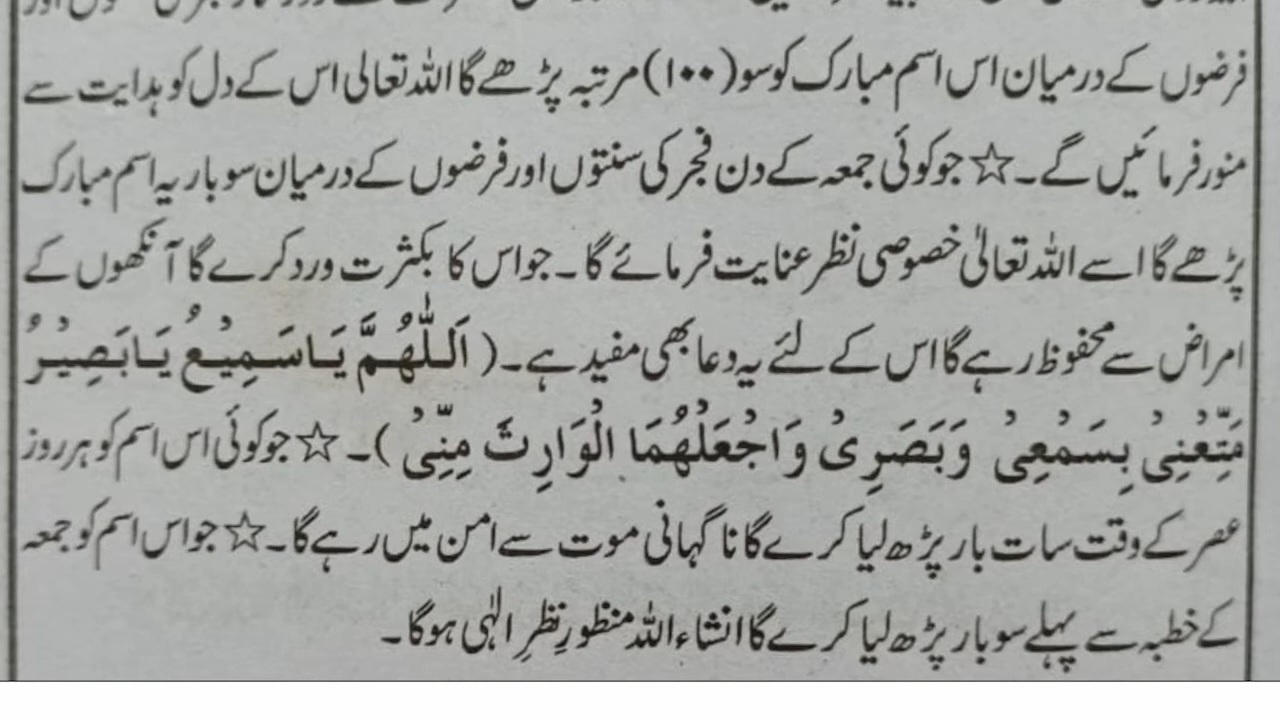 فرضوں کے درمیان اس اسم مبارک کو سو (۱۰۰) مرتبہ پڑھے گا اللہ تعالی اس کے دل کو ہدایت سے
منور فرمائیں گے۔ ☆ جو کوئی جمعہ کے دن فجر کی سنتوں اور فرضوں کے درمیان سو بار یہ اسم مبارک
پڑھے گا اسے اللہ تعالیٰ خصوصی نظر عنایت فرمائے گا۔ جو اس کا بکثرت ورد کرے گا آنکھوں کے
امراض سے محفوظ رہے گا اس کے لئے یہ دعا بھی مفید ہے۔ (اَللّٰهُمَّ يَاسَمِيْعُ يَابَصِيْرُ
مَتِّعْنِيْ بِسَمْعِيْ وَبَصَرِيْ وَاجْعَلْهُمَا الْوَارِثَ مِنِّيْ)۔ ☆ جو کوئی اس اسم کو ہر روز
عصر کے وقت سات بار پڑھ لیا کرے گا ناگہانی موت سے امن میں رہے گا۔ ☆ جو اس اسم کو جمعہ
کے خطبہ سے پہلے سو بار پڑھ لیا کرے گا انشاء اللہ منظورِ نظرِ الٰہی ہوگا۔